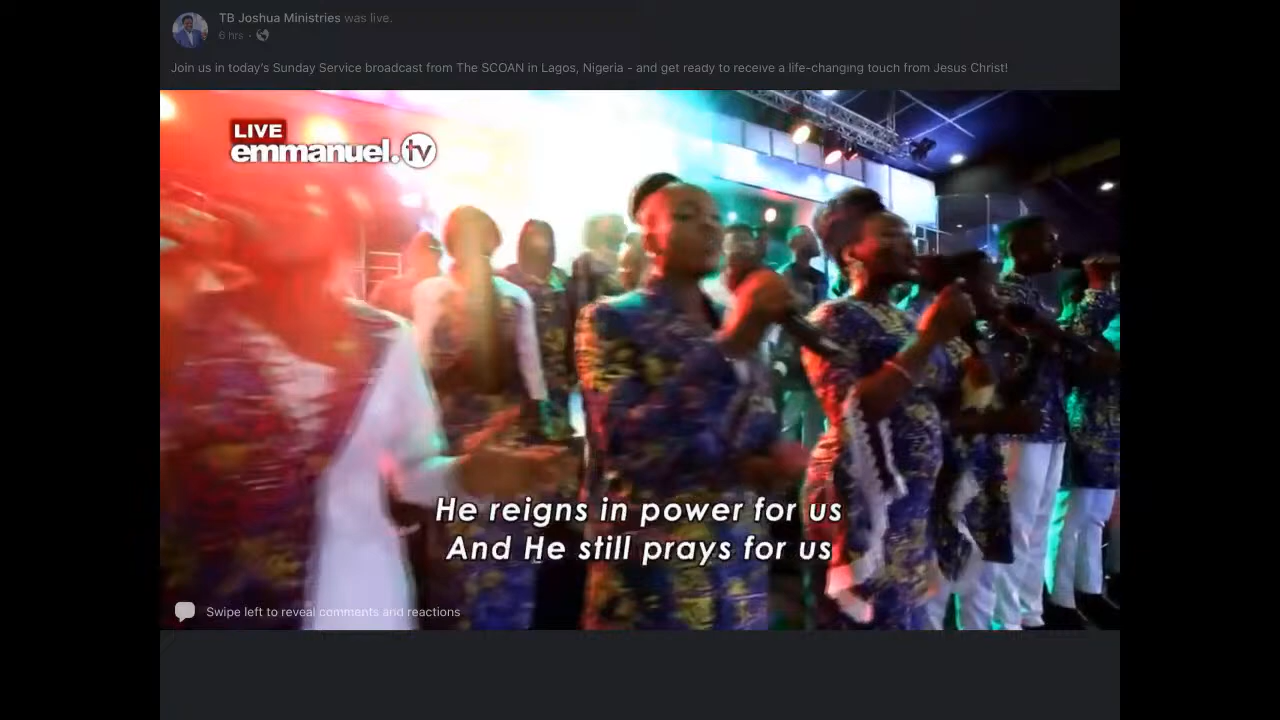 TB Joshua Ministries was live.
6 hrs ·
Join us in today's Sunday Service broadcast from The SCOAN in Lagos, Nigeria - and get ready to receive a life-changing touch from Jesus Christ!
LIVE
emmanuel.tv
He reigns in power for us
And He still prays for us
Swipe left to reveal comments and reactions